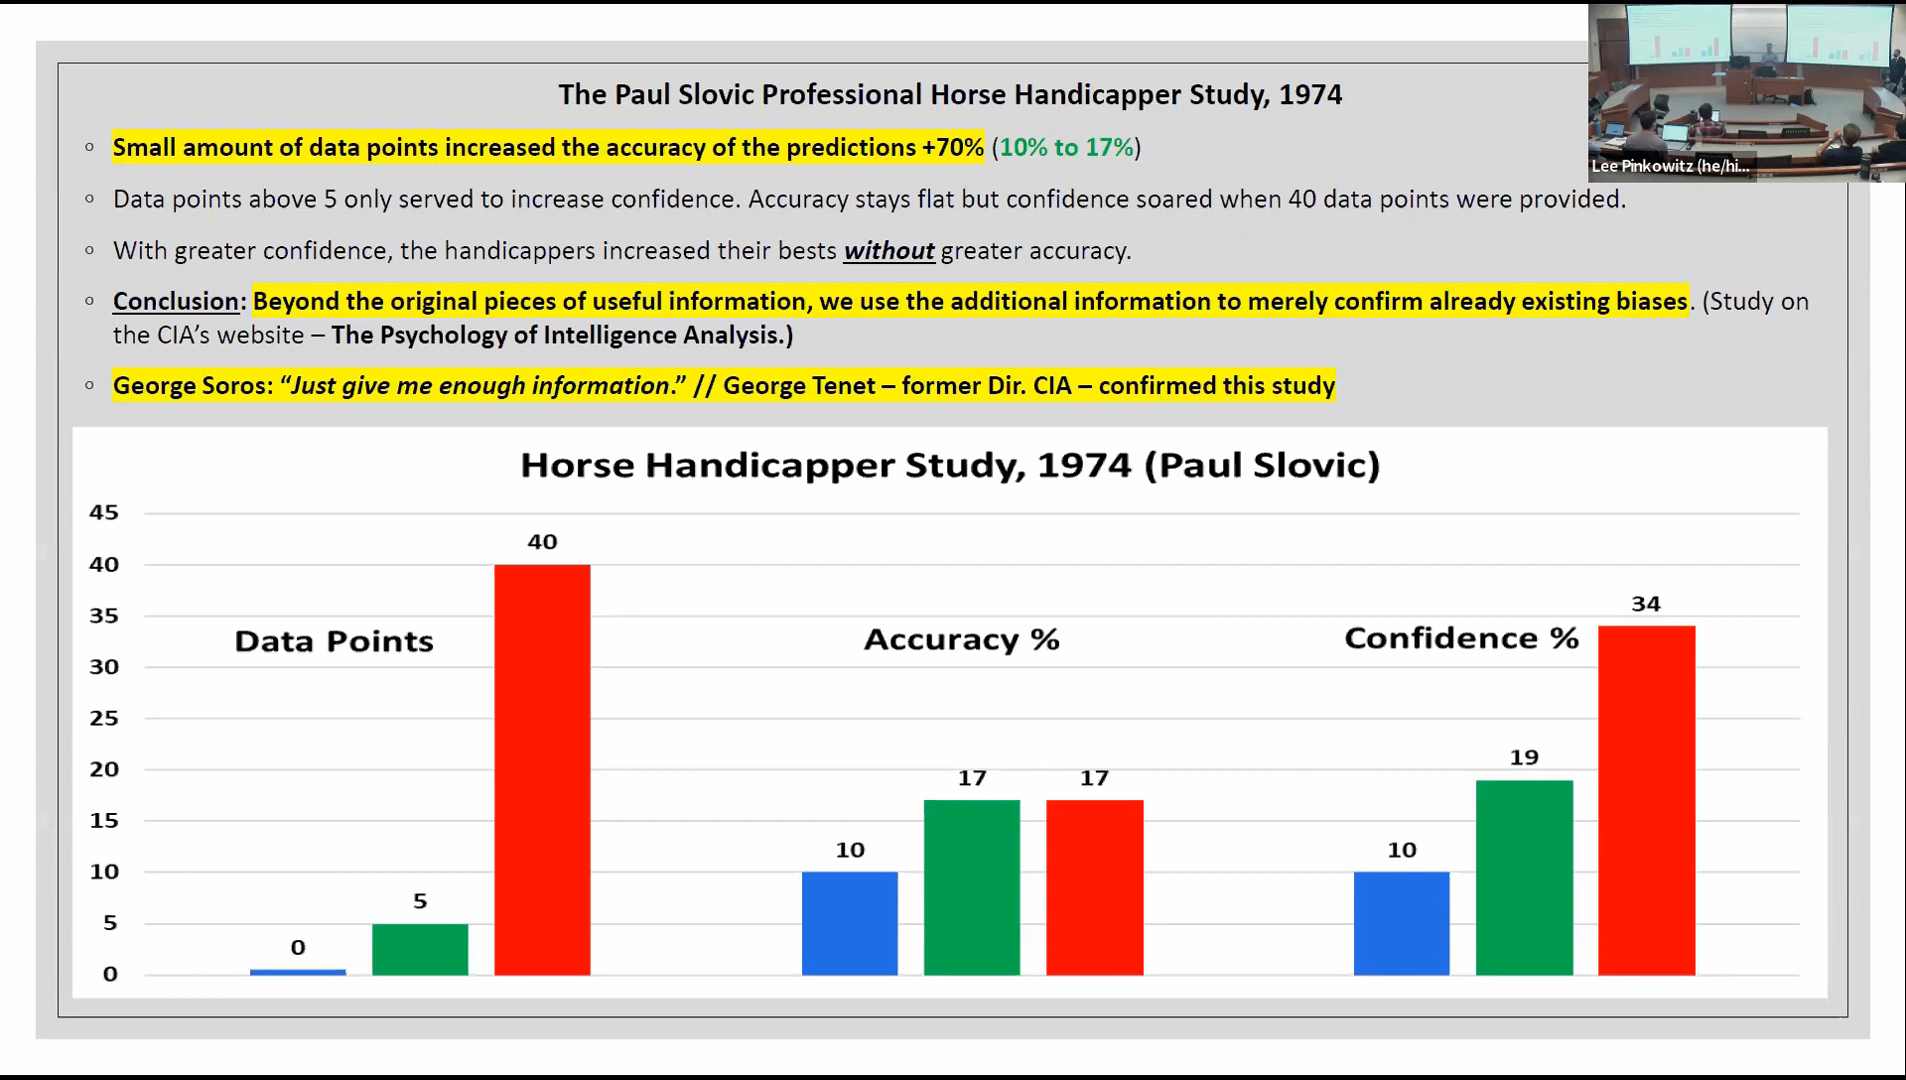 The Paul Slovic Professional Horse Handicapper Study, 1974
Lee Pinkowitz (he/hi...
Small amount of data points increased the accuracy of the predictions +70% (10% to 17%)
Data points above 5 only served to increase confidence. Accuracy stays flat but confidence soared when 40 data points were provided.
With greater confidence, the handicappers increased their bests without greater accuracy.
Conclusion: Beyond the original pieces of useful information, we use the additional information to merely confirm already existing biases. (Study on
the CIA's website – The Psychology of Intelligence Analysis.)
George Soros: “Just give me enough information.” // George Tenet – former Dir. CIA – confirmed this study
Horse Handicapper Study, 1974 (Paul Slovic)
45
40
35
30
25
20
15
10
5
0
Data Points
0
5
40
Accuracy %
10
17
17
Confidence %
10
19
34